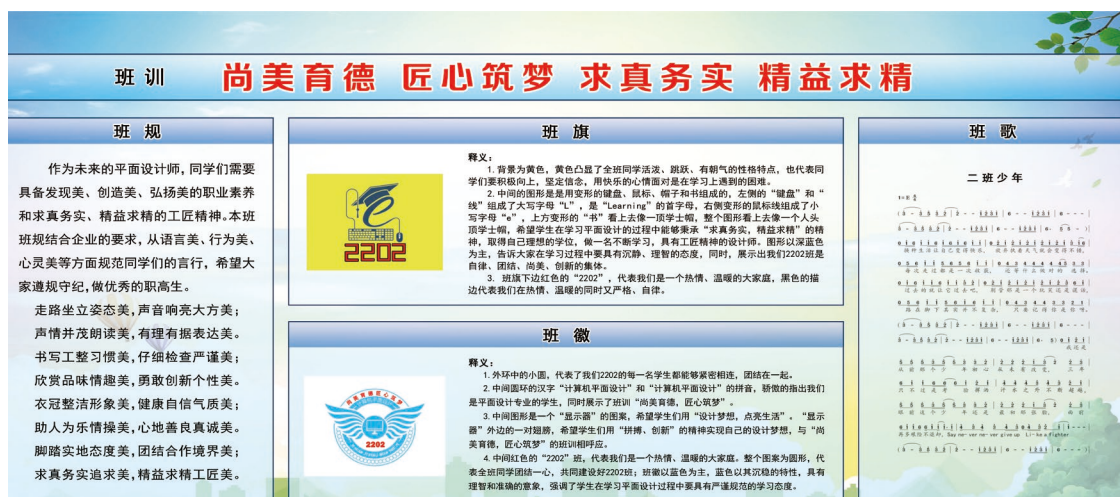 班训 尚美育德 匠心筑梦 求真务实 精益求精
班 规
作为未来的平面设计师,同学们需要
具备发现美、创造美、弘扬美的职业素养
和求真务实、精益求精的工匠精神。本班
班规结合企业的要求,从语言美、行为美、
心灵美等方面规范同学们的言行,希望大
家遵规守纪,做优秀的职高生。
走路坐立姿态美,声音响亮大方美;
声情并茂朗读美,有理有据表达美。
书写工整习惯美,仔细检查严谨美;
欣赏品味情趣美,勇敢创新个性美。
衣冠整洁形象美,健康自信气质美;
助人为乐情操美,心地善良真诚美。
脚踏实地态度美,团结合作境界美;
求真务实追求美,精益求精工匠美。
班 旗
2202
释义:
1.背景为黄色,黄色凸显了全班同学活泼、跳跃、有朝气的性格特点,也代表同
学们要积极向上,坚定信念,用快乐的心情面对是在学习上遇到的困难。
2.中间的图形是是用变形的键盘、鼠标、帽子和书组成的,左侧的“键盘”和“
线”组成了大写字母“L”,是“Learning”的首字母,右侧变形的鼠标线组成了小
写字母“e”,上方变形的“书”看上去像一顶学士帽,整个图形看上去像一个人头
顶学士帽,希望学生在学习平面设计的过程中能够秉承“求真务实,精益求精”的精
神,取得自己理想的学位,做一名不断学习,具有工匠精神的设计师。图形以深蓝色
为主,告诉大家在学习过程中要具有沉静、理智的态度,同时,展示出我们2202班是
自律、团结、尚美、创新的集体。
3. 班旗下边红色的“2202”,代表我们是一个热情、温暖的大家庭,黑色的描
边代表我们在热情、温暖的同时又严格、自律。
班 徽
尚美育德匠心筑梦
2202
释义:
1.外环中的小圆,代表了我们2202的每一名学生都能够紧密相连,团结在一起。
2.中间圆环的汉字“计算机平面设计”和“计算机平面设计”的拼音,骄傲的指出我们
是平面设计专业的学生,同时展示了班训“尚美育德,匠心筑梦”。
3.中间图形是一个“显示器”的图案,希望学生们用“设计梦想,点亮生活”。“显示
器”外边的一对翅膀,希望学生们用“拼搏、创新”的精神实现自己的设计梦想,与“尚
美育德,匠心筑梦”的班训相呼应。
4.中间红色的“2202”班,代表我们是一个热情、温暖的大家庭。整个图案为圆形,代
表全班同学团结一心,共同建设好2202班;班徽以蓝色为主,蓝色以其沉稳的特性,具有
理智和准确的意象,强调了学生在学习平面设计过程中要具有严谨规范的学习态度。
班 歌
二班少年
Say ne-ver ne-ver give up Li-ke a fighter